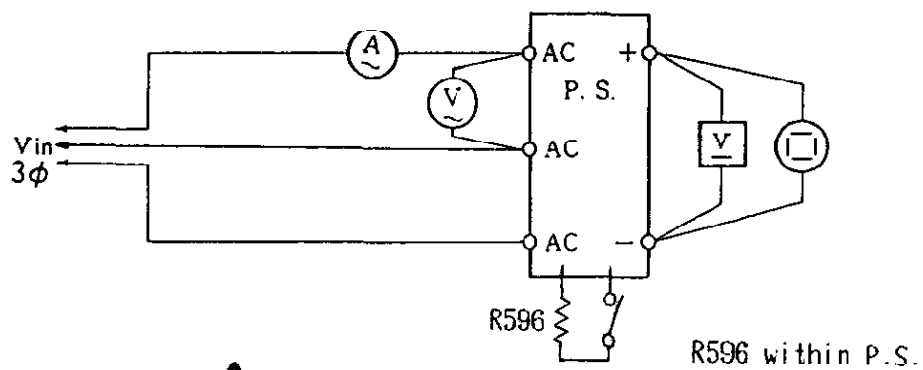 A
AC
+
V
P. S.
Vin
3ϕ
AC
V
AC
−
R596
R596 within P.S.